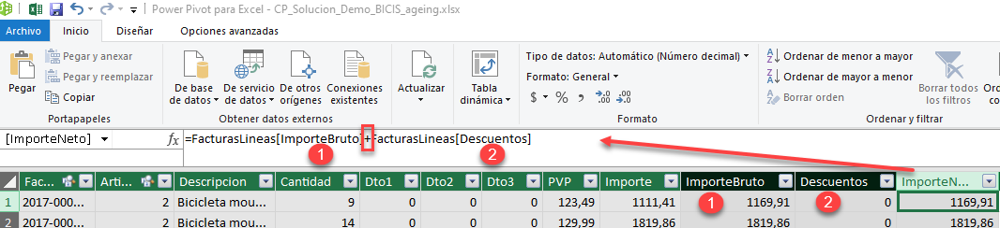 Power Pivot para Excel - CP_Solucion_Demo_BICIS_ageing.xlsx
Archivo Inicio Diseñar Opciones avanzadas
Pegar
Pegar y anexar
Pegar y reemplazar
Copiar
Portapapeles
De base de datos
De servicio de datos
De otros orígenes
Conexiones existentes
Obtener datos externos
Actualizar
Tabla dinámica
Tipo de datos: Automático (Número decimal)
Formato: General
$ % , ,0 ,00 ,00 ,0
Formato
Ordenar de menor a mayor
Ordenar de mayor a menor
Borrar orden
Borrar todos los filtros
Ordenar y filtrar
[ImporteNeto] fx =FacturasLineas[ImporteBruto]+FacturasLineas[Descuentos]
1 2
Fac... Arti... Descripcion Cantidad Dto1 Dto2 Dto3 PVP Importe ImporteBruto Descuentos ImporteN...
1 2017-000... 2 Bicicleta mou... 9 0 0 0 123,49 1111,41 1 1169,91 2 0 1169,91
2 2017-000... 2 Bicicleta mou... 14 0 0 0 129,99 1819,86 1819,86 0 1819,86